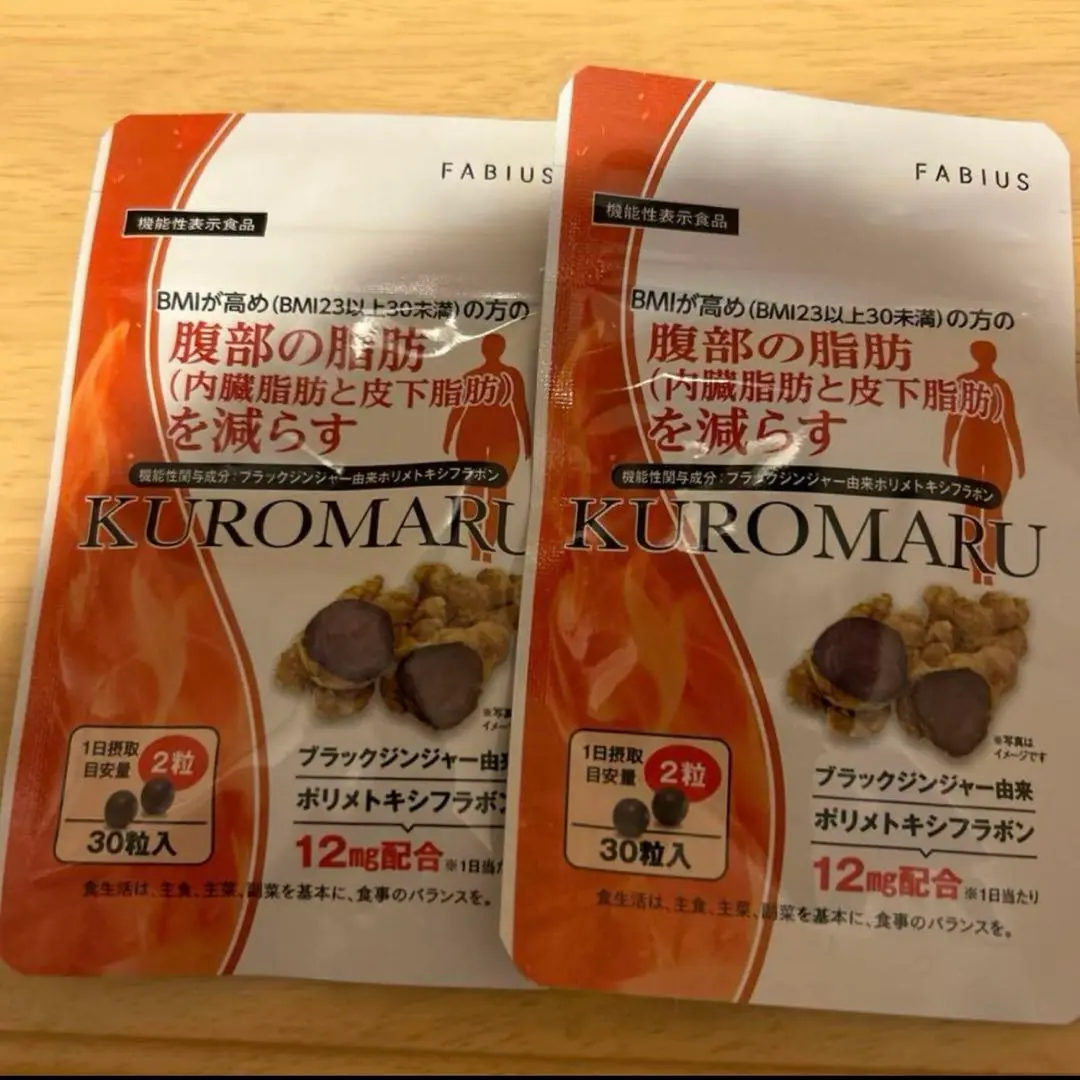 FABIUS
機能性表示食品
BMIが高め(BMI23以上30未満)の方の
腹部の脂肪
(内臓脂肪と皮下脂肪)
を減らす
機能性関与成分:ブラックジンジャー由来ポリメトキシフラボン
KUROMARU
※写真
イメー
1日摂取
目安量
2粒
30粒入
ブラックジンジャー由来
ポリメトキシフラボン
12mg配合 ※1日当た
食生活は、主食、主菜、副菜を基本に、食事のバランスを。
FABIUS
機能性表示食品
BMIが高め(BMI23以上30未満)の方の
腹部の脂肪
(内臓脂肪と皮下脂肪)
を減らす
機能性関与成分:ブラックジンジャー由来ポリメトキシフラボン
KUROMARU
※写真は
イメージです
1日摂取
目安量
2粒
30粒入
ブラックジンジャー由来
ポリメトキシフラボン
12mg配合 ※1日当たり
食生活は、主食、主菜、副菜を基本に、食事のバランスを。